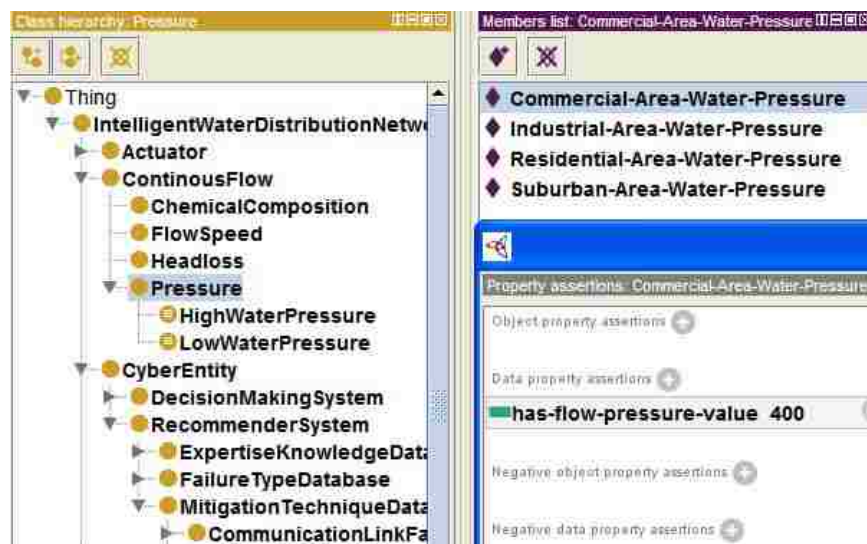 Class hierarchy: Pressure
Thing
IntelligentWaterDistributionNetw
Actuator
ContinousFlow
ChemicalComposition
FlowSpeed
Headloss
Pressure
HighWaterPressure
LowWaterPressure
CyberEntity
DecisionMakingSystem
RecommenderSystem
ExpertiseKnowledgeData
FailureTypeDatabase
MitigationTechniqueData
CommunicationLinkFa
Members list: Commercial-Area-Water-Pressure
Commercial-Area-Water-Pressure
Industrial-Area-Water-Pressure
Residential-Area-Water-Pressure
Suburban-Area-Water-Pressure
Property assertions: Commercial-Area-Water-Pressure
Object property assertions
Data property assertions
has-flow-pressure-value 400
Negative object property assertions
Negative data property assertions